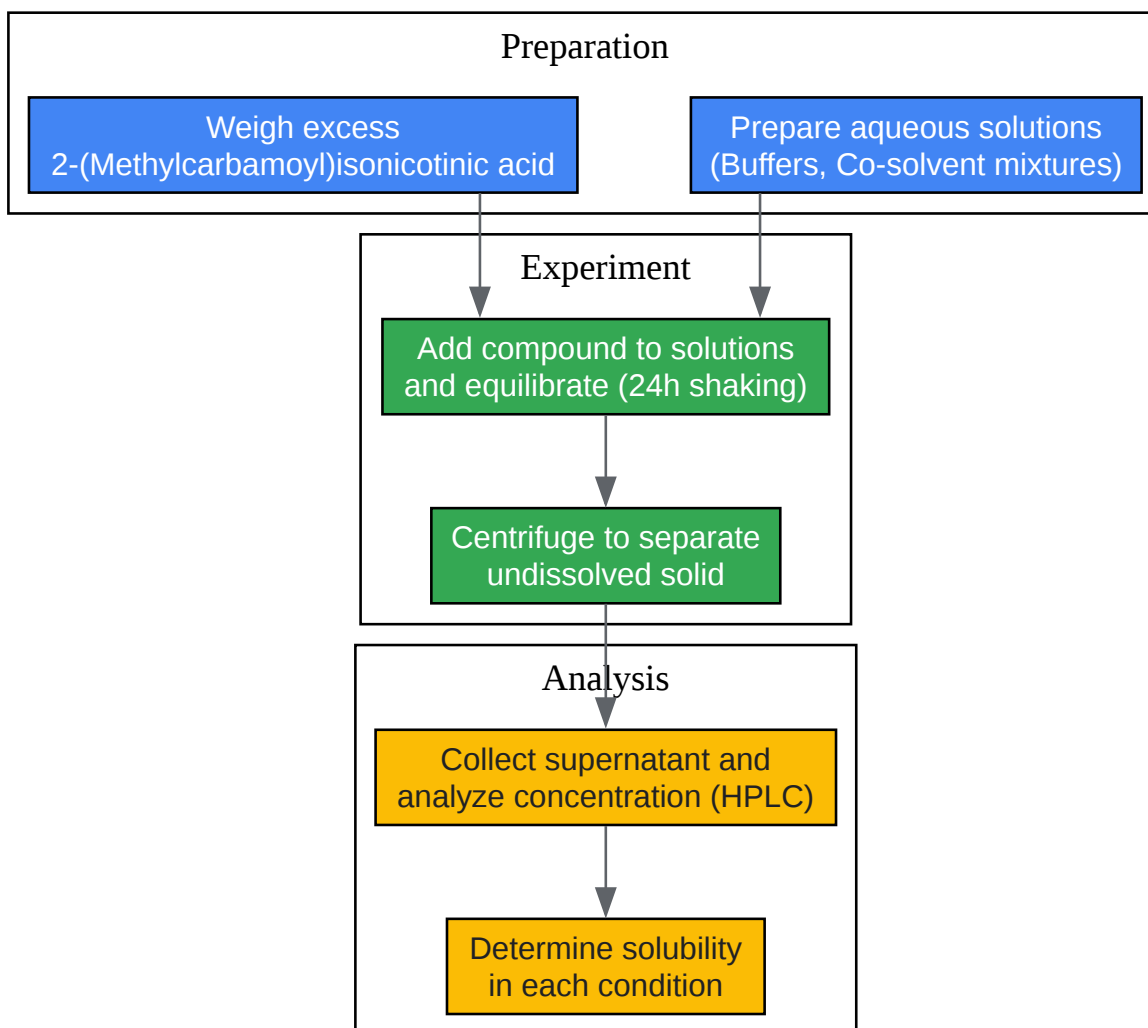 Preparation
Weigh excess
2-(Methylcarbamoyl)isonicotinic acid
Prepare aqueous solutions
(Buffers, Co-solvent mixtures)
Experiment
Add compound to solutions
and equilibrate (24h shaking)
Centrifuge to separate
undissolved solid
Analysis
Collect supernatant and
analyze concentration (HPLC)
Determine solubility
in each condition